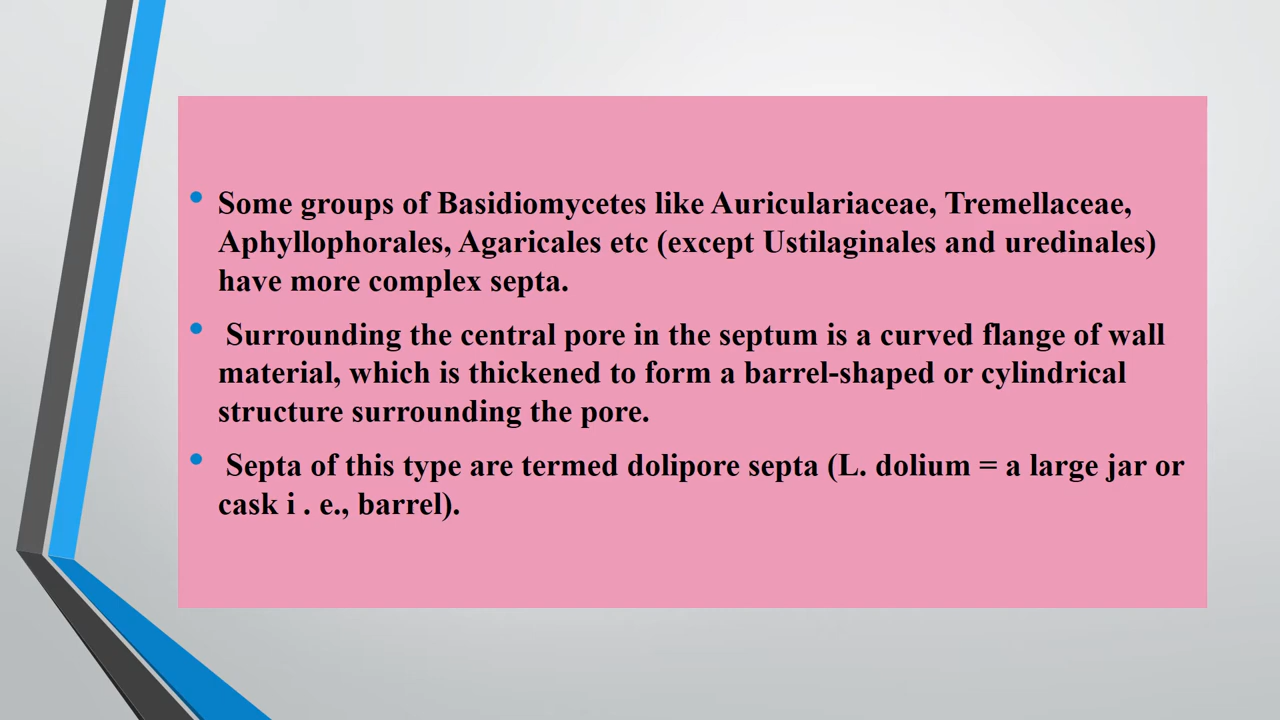 • Some groups of Basidiomycetes like Auriculariaceae, Tremellaceae,
Aphyllophorales, Agaricales etc (except Ustilaginales and uredinales)
have more complex septa.
• Surrounding the central pore in the septum is a curved flange of wall
material, which is thickened to form a barrel-shaped or cylindrical
structure surrounding the pore.
• Septa of this type are termed dolipore septa (L. dolium = a large jar or
cask i . e., barrel).